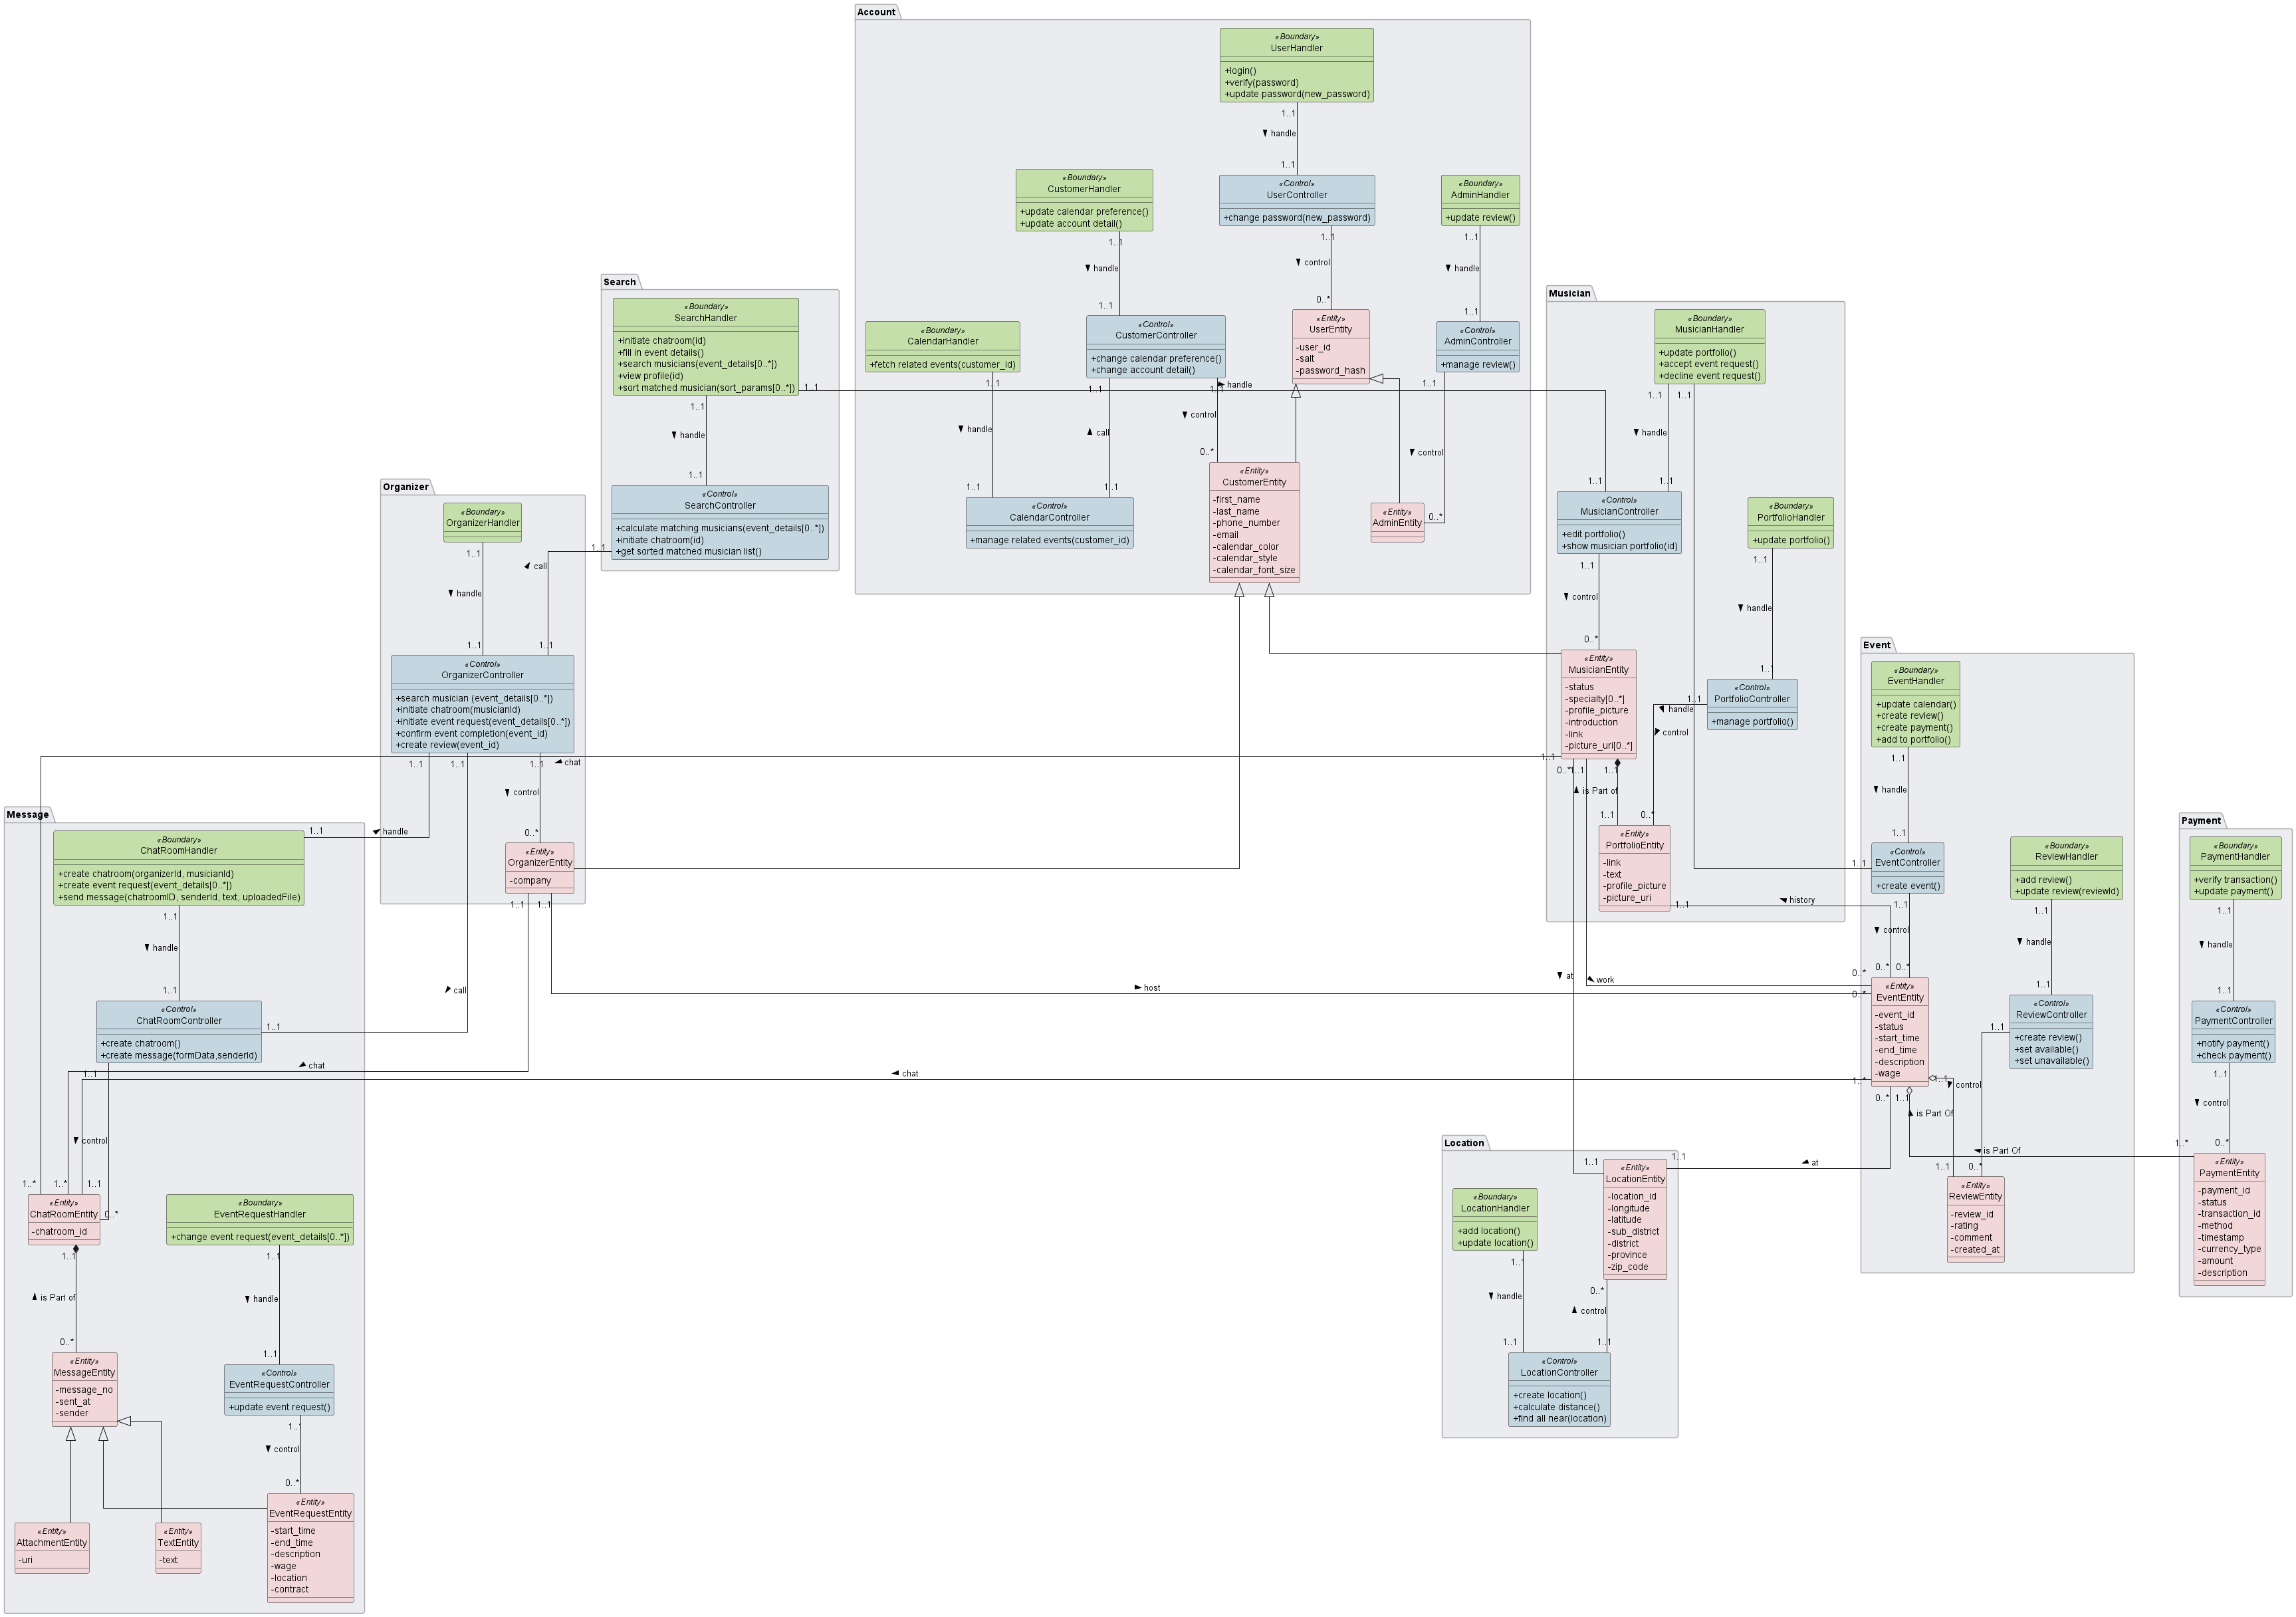 Account
«Boundary»
UserHandler
+login()
+verify(password)
+update password(new_password)
1..1
handle
1..1
«Control»
UserController
+change password(new_password)
1..1
control
0..*
«Boundary»
CustomerHandler
+update calendar preference()
+update account detail()
1..1
handle
1..1
«Boundary»
AdminHandler
+update review()
1..1
handle
1..1
«Entity»
UserEntity
-user_id
-salt
-password_hash
«Control»
AdminController
+manage review()
control
0..*
«Boundary»
CalendarHandler
+fetch related events(customer_id)
1..1
handle
1..1
«Control»
CustomerController
+change calendar preference()
+change account detail()
1..1
1..1
handle
1..1
call
control
1..1
0..*
«Control»
CalendarController
+manage related events(customer_id)
«Entity»
CustomerEntity
-first_name
-last_name
-phone_number
-email
-calendar_color
-calendar_style
-calendar_font_size
«Entity»
AdminEntity
Search
«Boundary»
SearchHandler
+initiate chatroom(id)
+fill in event details()
+search musicians(event_details[0..*])
+view profile(id)
+sort matched musician(sort_params[0..*])
1..1
1..1
handle
1..1
«Control»
SearchController
+calculate matching musicians(event_details[0..*])
+initiate chatroom(id)
+get sorted matched musician list()
1..1
Musician
«Boundary»
MusicianHandler
+update portfolio()
+accept event request()
+decline event request()
1..1
1..1
handle
1..1
1..1
«Control»
MusicianController
+edit portfolio()
+show musician portfolio(id)
1..1
control
0..*
«Boundary»
PortfolioHandler
+update portfolio()
1..1
handle
1..1
«Entity»
MusicianEntity
-status
-specialty[0..*]
-profile_picture
-introduction
-link
-picture_uri[0..*]
«Control»
PortfolioController
+manage portfolio()
1..1
handle
control
1..1
0..*
1..1
1..1
is Part of
1..1
0..*
«Entity»
PortfolioEntity
-link
-text
-profile_picture
-picture_uri
1..1
history
Organizer
«Boundary»
OrganizerHandler
1..1
handle
1..1
call
1..1
«Control»
OrganizerController
+search musician (event_details[0..*])
+initiate chatroom(musicianId)
+initiate event request(event_details[0..*])
+confirm event completion(event_id)
+create review(event_id)
1..1
1..1
1..1
chat
control
0..*
«Entity»
OrganizerEntity
-company
1..1
1..1
host
Event
«Boundary»
EventHandler
+update calendar()
+create review()
+create payment()
+add to portfolio()
1..1
handle
1..1
«Control»
EventController
+create event()
1..1
1..1
control
0..*
0..*
0..*
0..*
at
work
«Entity»
EventEntity
-event_id
-status
-start_time
-end_time
-description
-wage
1..*
1..1
0..*
1..1
is Part Of
«Boundary»
ReviewHandler
+add review()
+update review(reviewId)
1..1
handle
1..1
«Control»
ReviewController
+create review()
+set available()
+set unavailable()
1..1
control
is Part Of
1..1
0..*
«Entity»
ReviewEntity
-review_id
-rating
-comment
-created_at
Payment
«Boundary»
PaymentHandler
+verify transaction()
+update payment()
1..1
handle
1..1
«Control»
PaymentController
+notify payment()
+check payment()
1..1
control
1..*
0..*
«Entity»
PaymentEntity
-payment_id
-status
-transaction_id
-method
-timestamp
-currency_type
-amount
-description
Message
«Boundary»
ChatRoomHandler
+create chatroom(organizerId, musicianId)
+create event request(event_details[0..*])
+send message(chatroomID, senderId, text, uploadedFile)
1..1
handle
1..1
handle
1..1
call
«Control»
ChatRoomController
+create chatroom()
+create message(formData,senderId)
1..1
chat
1..1
chat
control
1..*
1..*
1..1
0..*
«Entity»
ChatRoomEntity
-chatroom_id
1..1
is Part of
0..*
«Boundary»
EventRequestHandler
+change event request(event_details[0..*])
1..1
handle
1..1
«Entity»
MessageEntity
-message_no
-sent_at
-sender
«Control»
EventRequestController
+update event request()
1..1
control
0..*
«Entity»
AttachmentEntity
-uri
«Entity»
TextEntity
-text
«Entity»
EventRequestEntity
-start_time
-end_time
-description
-wage
-location
-contract
Location
1..1
1..1
at
«Entity»
LocationEntity
-location_id
-longitude
-latitude
-sub_district
-district
-province
-zip_code
«Boundary»
LocationHandler
+add location()
+update location()
1..1
handle
1..1
0..*
control
1..1
«Control»
LocationController
+create location()
+calculate distance()
+find all near(location)